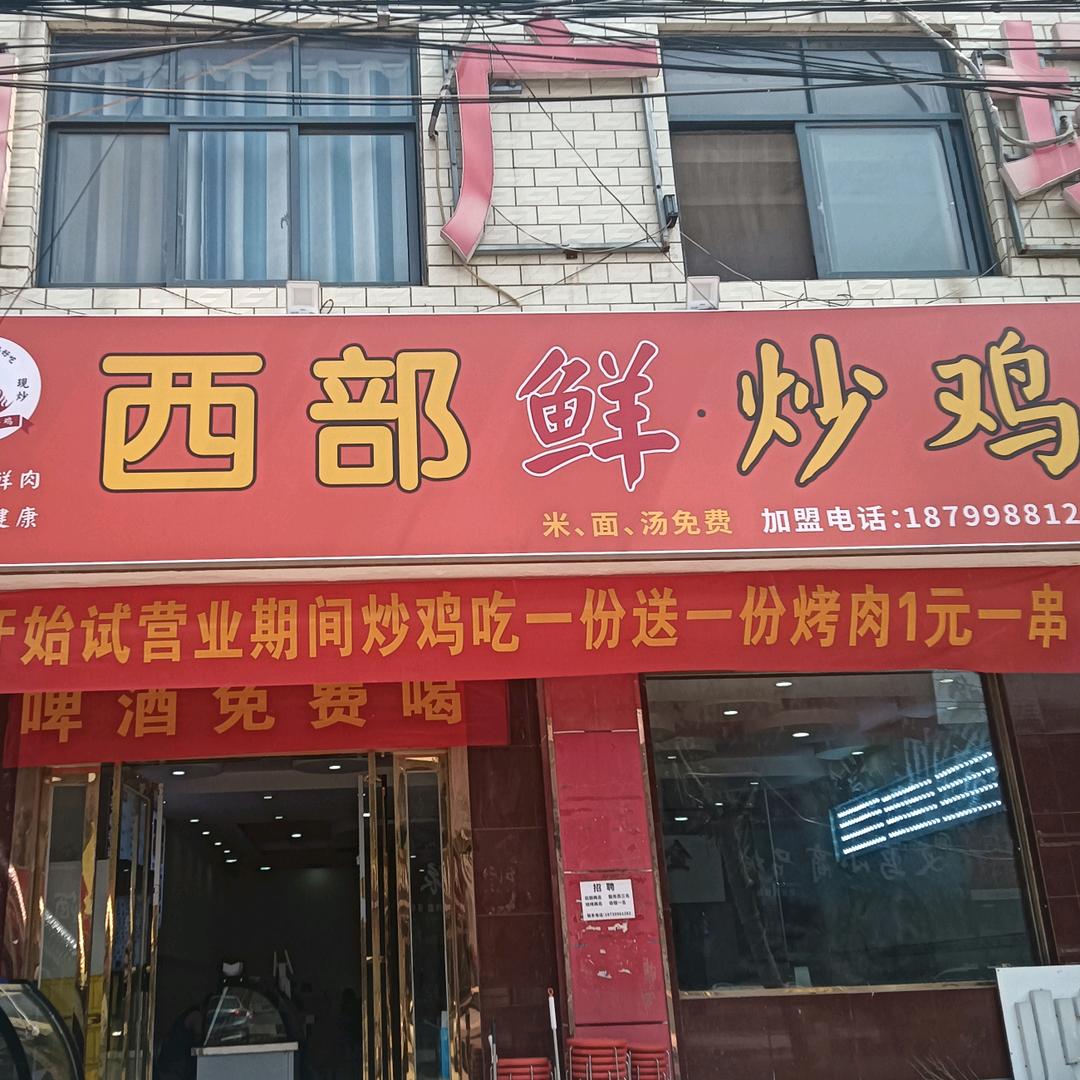 广
西部鲜·炒鸡
现炒
鲜肉
健康
米、面、汤免费 加盟电话:187998812
开始试营业期间炒鸡吃一份送一份烤肉1元一串
啤酒免费喝
招聘